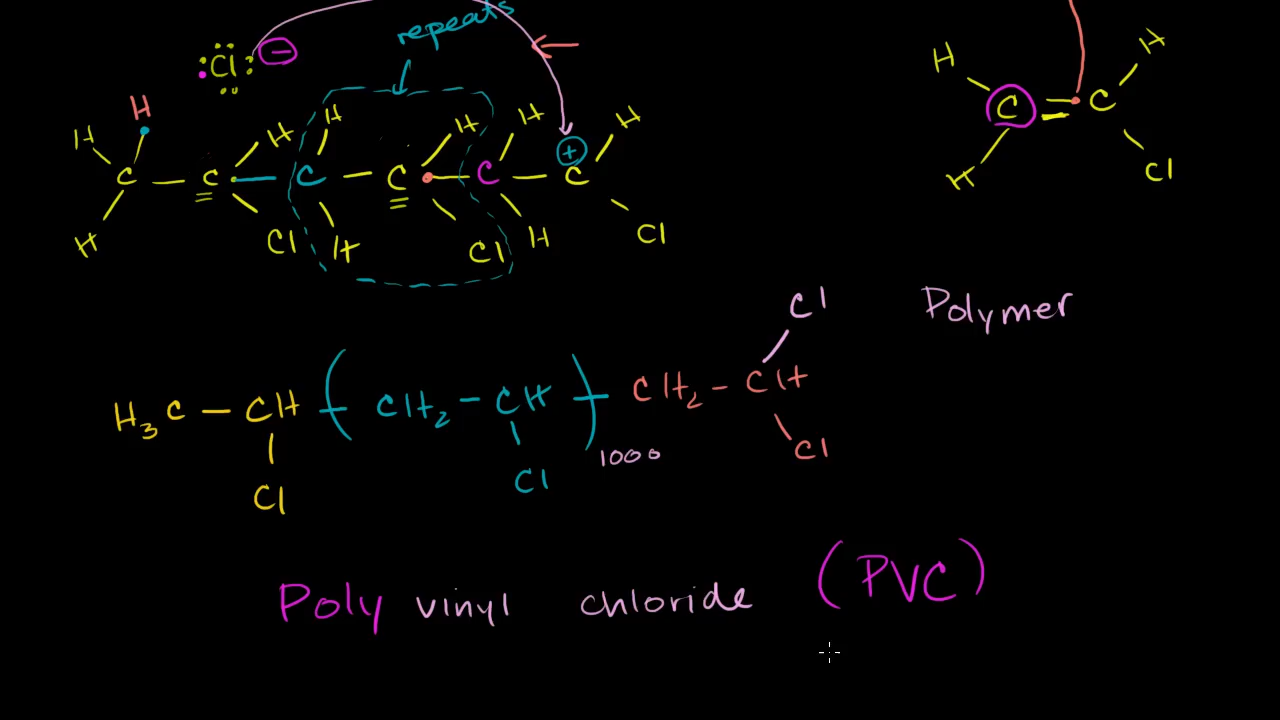 repeats
Cl −
H H H H H H H
C C C C C C +
H Cl H Cl H Cl
H H
C = C
H Cl
Polymer
Cl
H₃C — CH ( CH₂ — CH )₁₀₀₀ CH₂ — CH
Cl Cl Cl
Poly vinyl chloride (PVC)